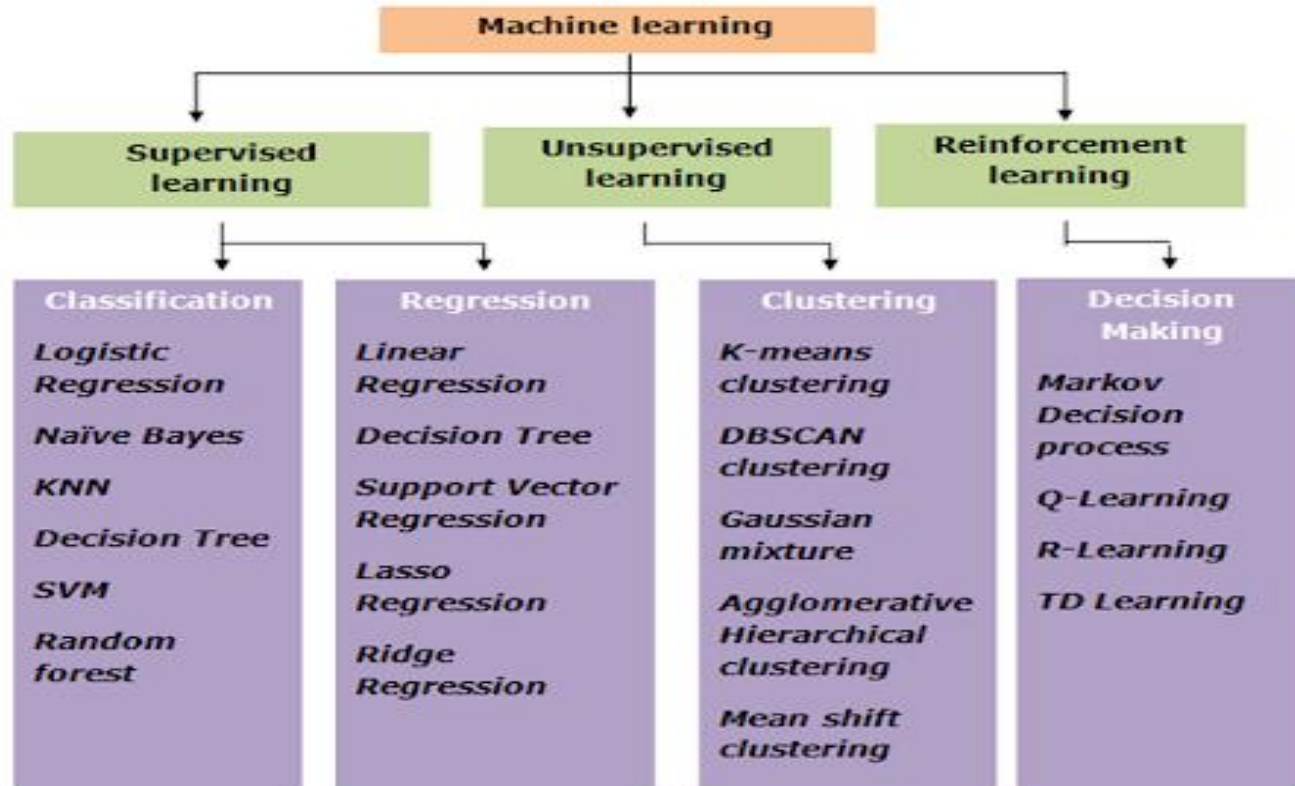 Machine learning
Supervised
learning
Unsupervised
learning
Reinforcement
learning
Classification
Logistic
Regression
Naïve Bayes
KNN
Decision Tree
SVM
Random
forest
Regression
Linear
Regression
Decision Tree
Support Vector
Regression
Lasso
Regression
Ridge
Regression
Clustering
K-means
clustering
DBSCAN
clustering
Gaussian
mixture
Agglomerative
Hierarchical
clustering
Mean shift
clustering
Decision
Making
Markov
Decision
process
Q-Learning
R-Learning
TD Learning